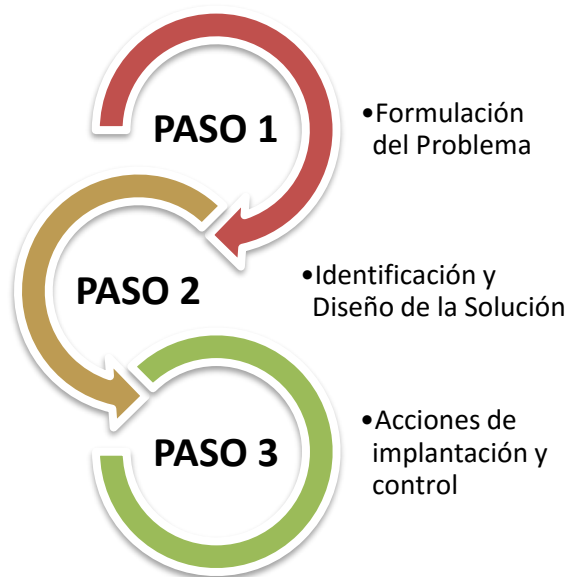 PASO 1
•Formulación
del Problema
PASO 2
•Identificación y
Diseño de la Solución
PASO 3
•Acciones de
implantación y
control